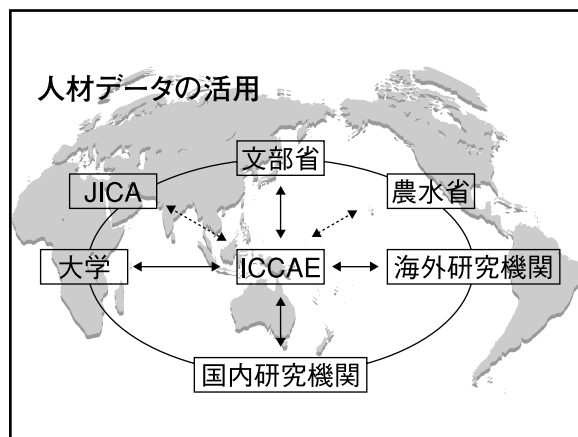 人材データの活用
文部省
JICA
農水省
大学
ICCAE
海外研究機関
国内研究機関